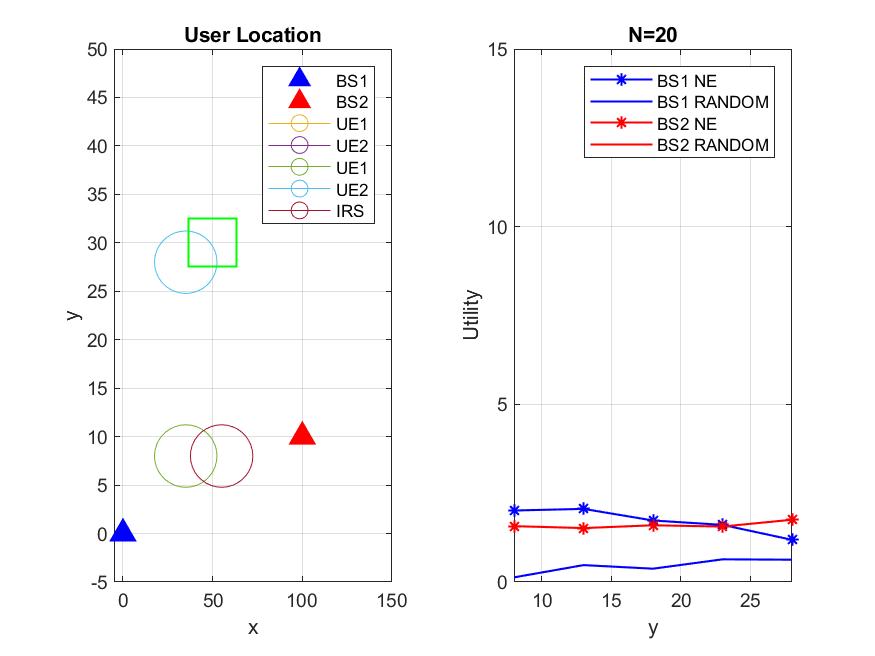 User Location
50
45
40
35
30
25
20
15
10
5
0
-5
0
50
100
150
x
y
BS1
BS2
UE1
UE2
UE1
UE2
IRS
N=20
15
10
5
0
10
15
20
25
y
Utility
BS1 NE
BS1 RANDOM
BS2 NE
BS2 RANDOM